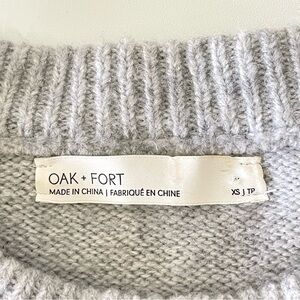 OAK + FORT
MADE IN CHINA | FABRIQUÉ EN CHINE
XS | TP